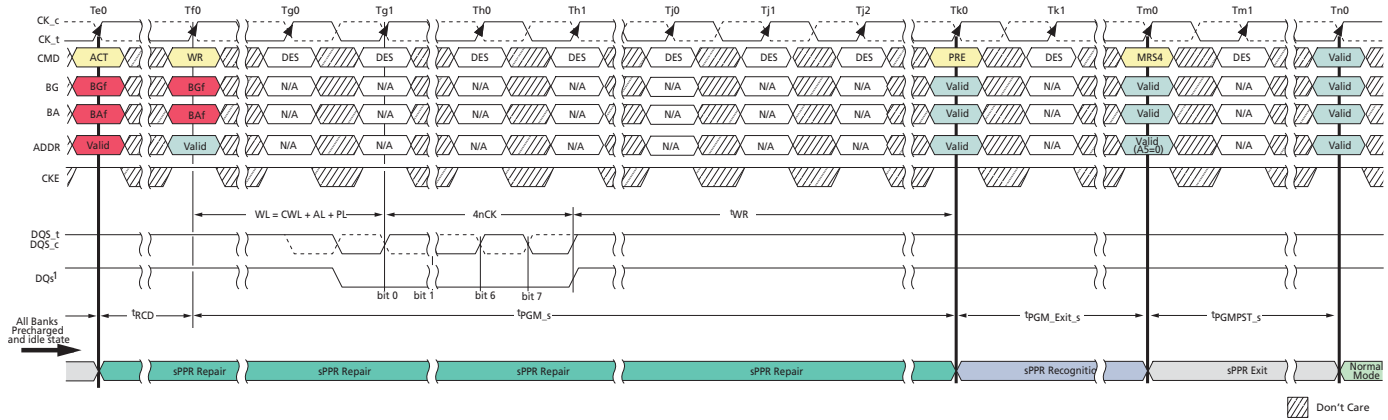 Te0 Tf0 Tg0 Tg1 Th0 Th1 Tj0 Tj1 Tj2 Tk0 Tk1 Tm0 Tm1 Tn0
CK_c
CK_t
CMD ACT WR DES DES DES DES DES DES DES PRE DES MRS4 DES Valid
BG BGf BGf N/A N/A N/A N/A N/A N/A N/A Valid N/A Valid N/A Valid
BA BAf BAf N/A N/A N/A N/A N/A N/A N/A Valid N/A Valid N/A Valid
ADDR Valid Valid N/A N/A N/A N/A N/A N/A N/A Valid N/A Valid (A5=0) N/A Valid
CKE
WL = CWL + AL + PL 4nCK tWR
DQS_t
DQS_c
DQs1
bit 0 bit 1 bit 6 bit 7
tRCD tPGM_s tPGM_Exit_s tPGMPST_s
All Banks
Precharged
and idle state
sPPR Repair sPPR Repair sPPR Repair sPPR Repair sPPR Recognitic sPPR Exit Normal
Mode
Don't Care